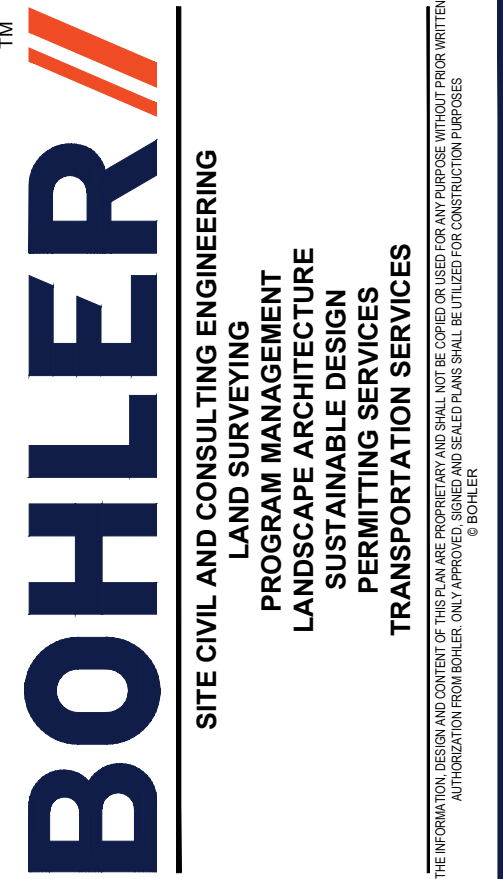 BOHLER// TM
SITE CIVIL AND CONSULTING ENGINEERING
LAND SURVEYING
PROGRAM MANAGEMENT
LANDSCAPE ARCHITECTURE
SUSTAINABLE DESIGN
PERMITTING SERVICES
TRANSPORTATION SERVICES
THE INFORMATION, DESIGN AND CONTENT OF THIS PLAN ARE PROPRIETARY AND SHALL NOT BE COPIED OR USED FOR ANY PURPOSE WITHOUT PRIOR WRITTEN
AUTHORIZATION FROM BOHLER. ONLY APPROVED, SIGNED AND SEALED PLANS SHALL BE UTILIZED FOR CONSTRUCTION PURPOSES
© BOHLER